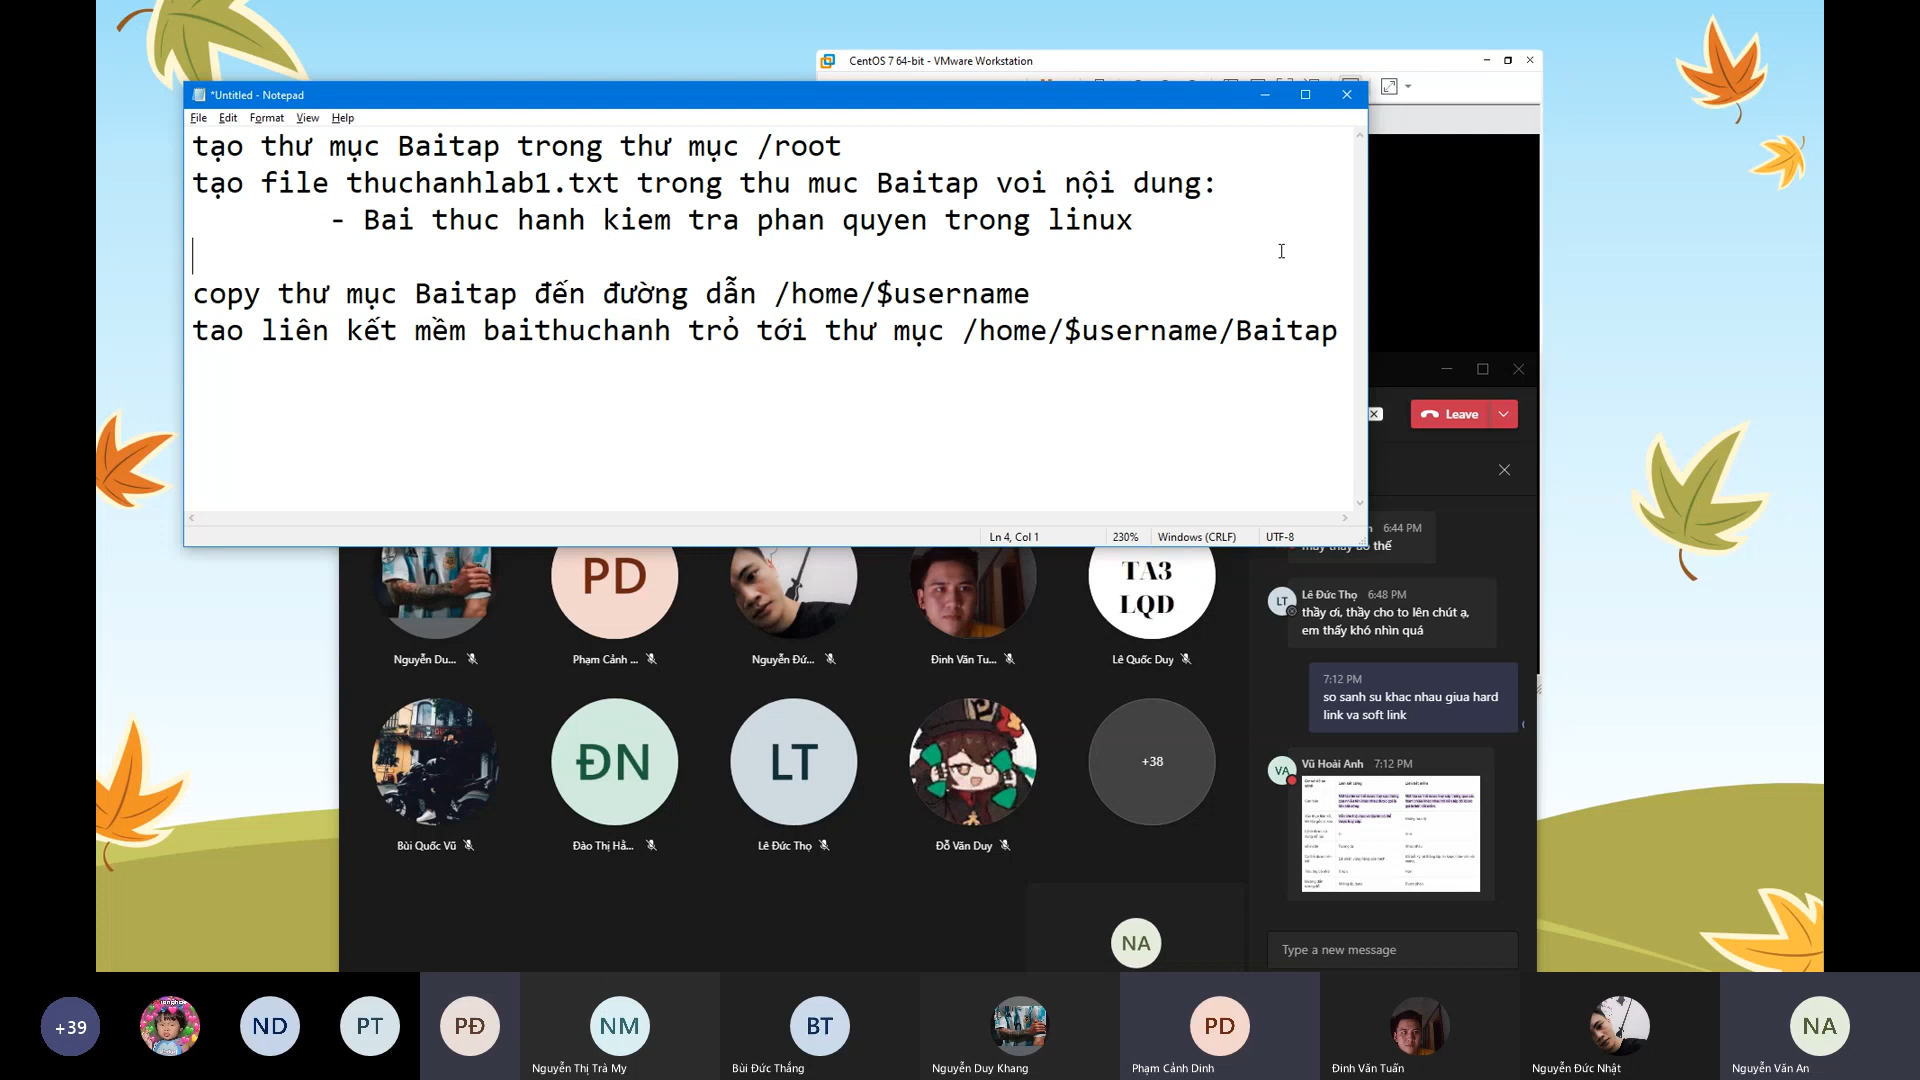 CentOS 7 64-bit - VMware Workstation
*Untitled - Notepad
File Edit Format View Help
tạo thư mục Baitap trong thư mục /root
tạo file thuchanhlab1.txt trong thu muc Baitap voi nội dung:
- Bai thuc hanh kiem tra phan quyen trong linux
copy thư mục Baitap đến đường dẫn /home/$username
tao liên kết mềm baithuchanh trỏ tới thư mục /home/$username/Baitap
Ln 4, Col 1 230% Windows (CRLF) UTF-8
Leave
6:44 PM
thế
LT
Lê Đức Thọ 6:48 PM
thầy ơi, thầy cho to lên chút ạ,
em thấy khó nhìn quá
7:12 PM
so sanh su khac nhau giua hard
link va soft link
VA
Vũ Hoài Anh 7:12 PM
Type a new message
PD
TA3
LQD
Nguyễn Du...
Phạm Cảnh ...
Nguyễn Đứ...
Đinh Văn Tu...
Lê Quốc Duy
ĐN
LT
+38
Bùi Quốc Vũ
Đào Thị Hằ...
Lê Đức Thọ
Đỗ Văn Duy
NA
+39
ND
PT
PĐ
NM
BT
PD
NA
Nguyễn Thị Trà My
Bùi Đức Thắng
Nguyễn Duy Khang
Phạm Cảnh Dinh
Đinh Văn Tuấn
Nguyễn Đức Nhật
Nguyễn Văn An